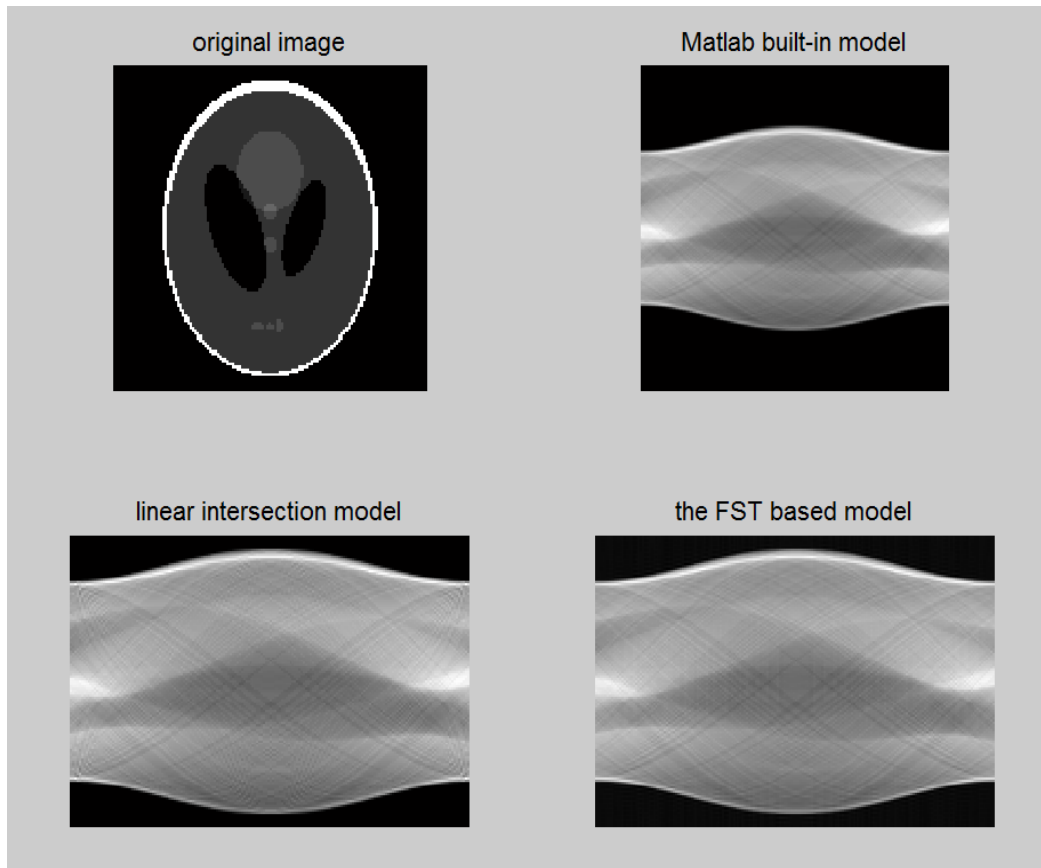 original image
Matlab built-in model
linear intersection model
the FST based model